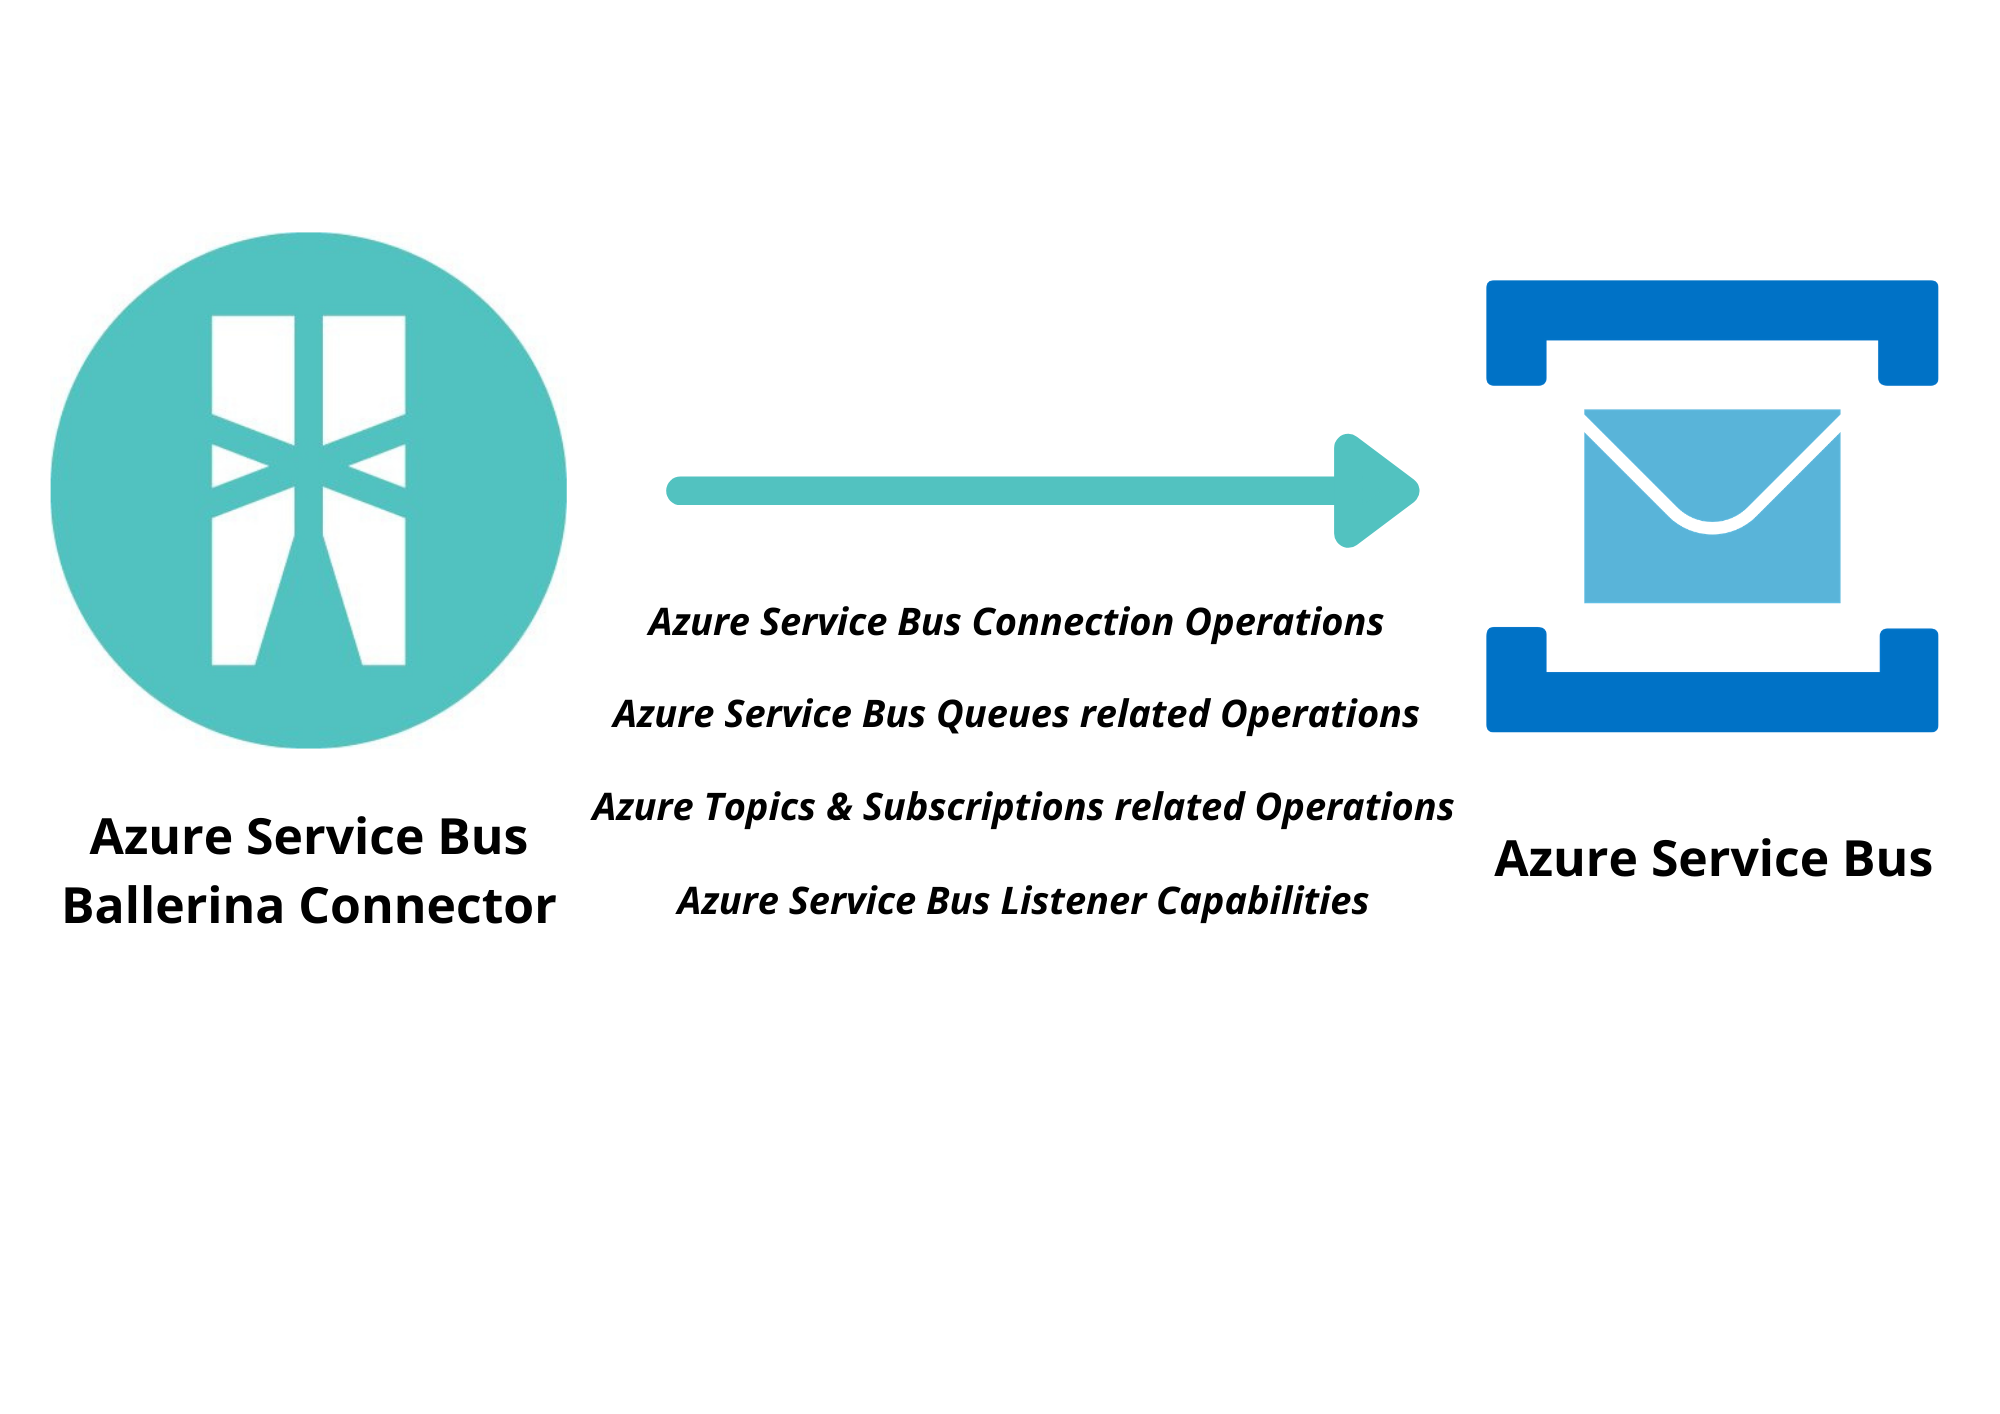 Azure Service Bus
Ballerina Connector
Azure Service Bus Connection Operations
Azure Service Bus Queues related Operations
Azure Topics & Subscriptions related Operations
Azure Service Bus Listener Capabilities
Azure Service Bus